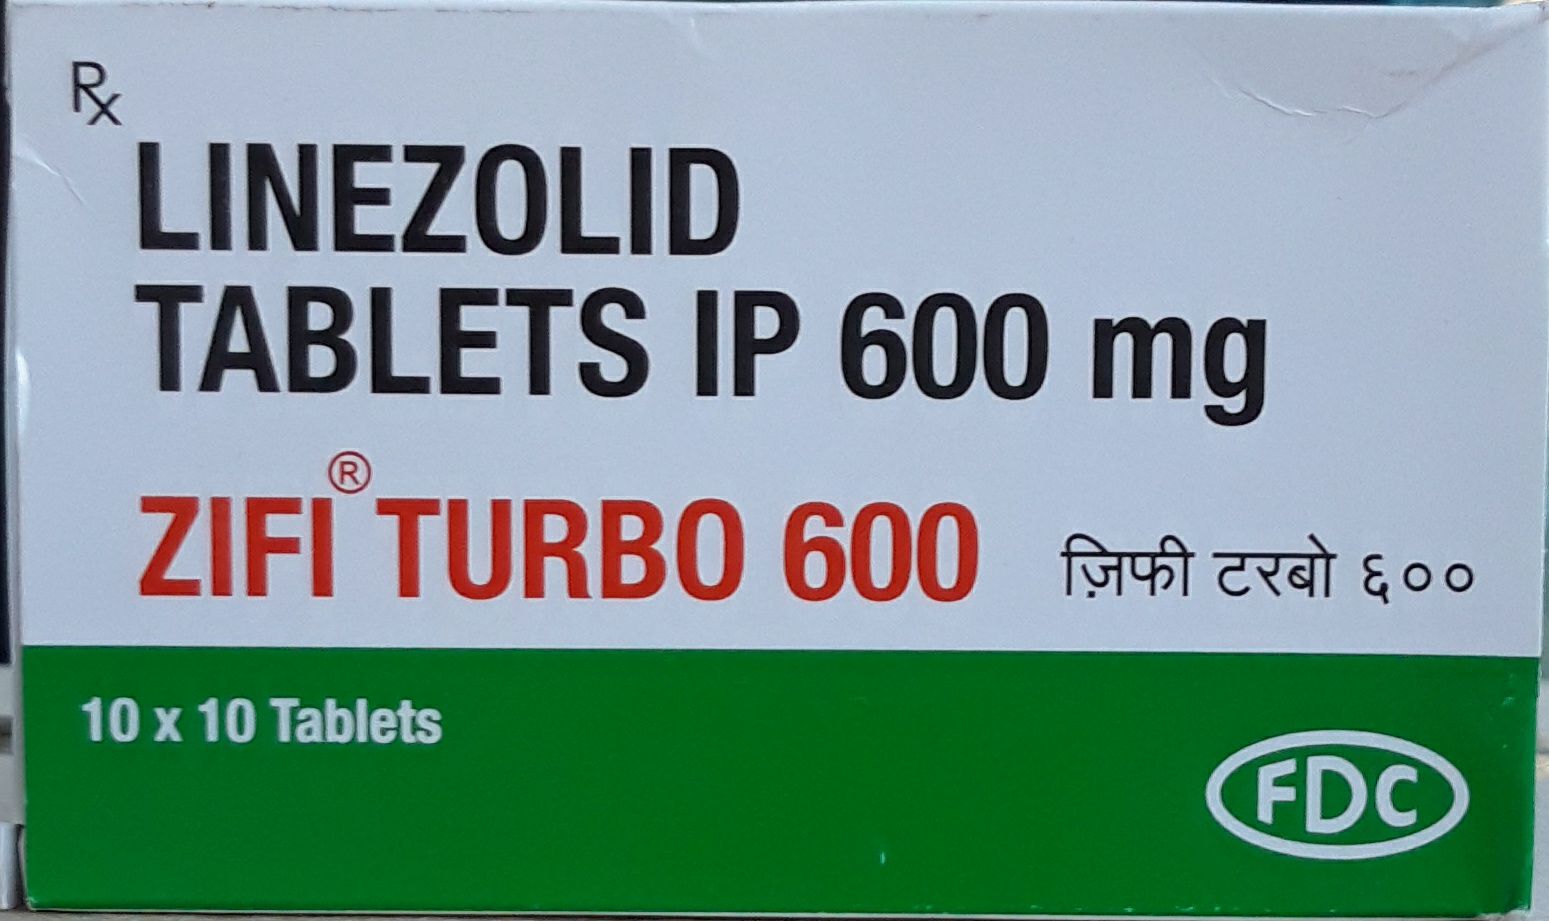 Rx
LINEZOLID
TABLETS IP 600 mg
ZIFI® TURBO 600 ज़िफी टरबो ६००
10 x 10 Tablets
FDC